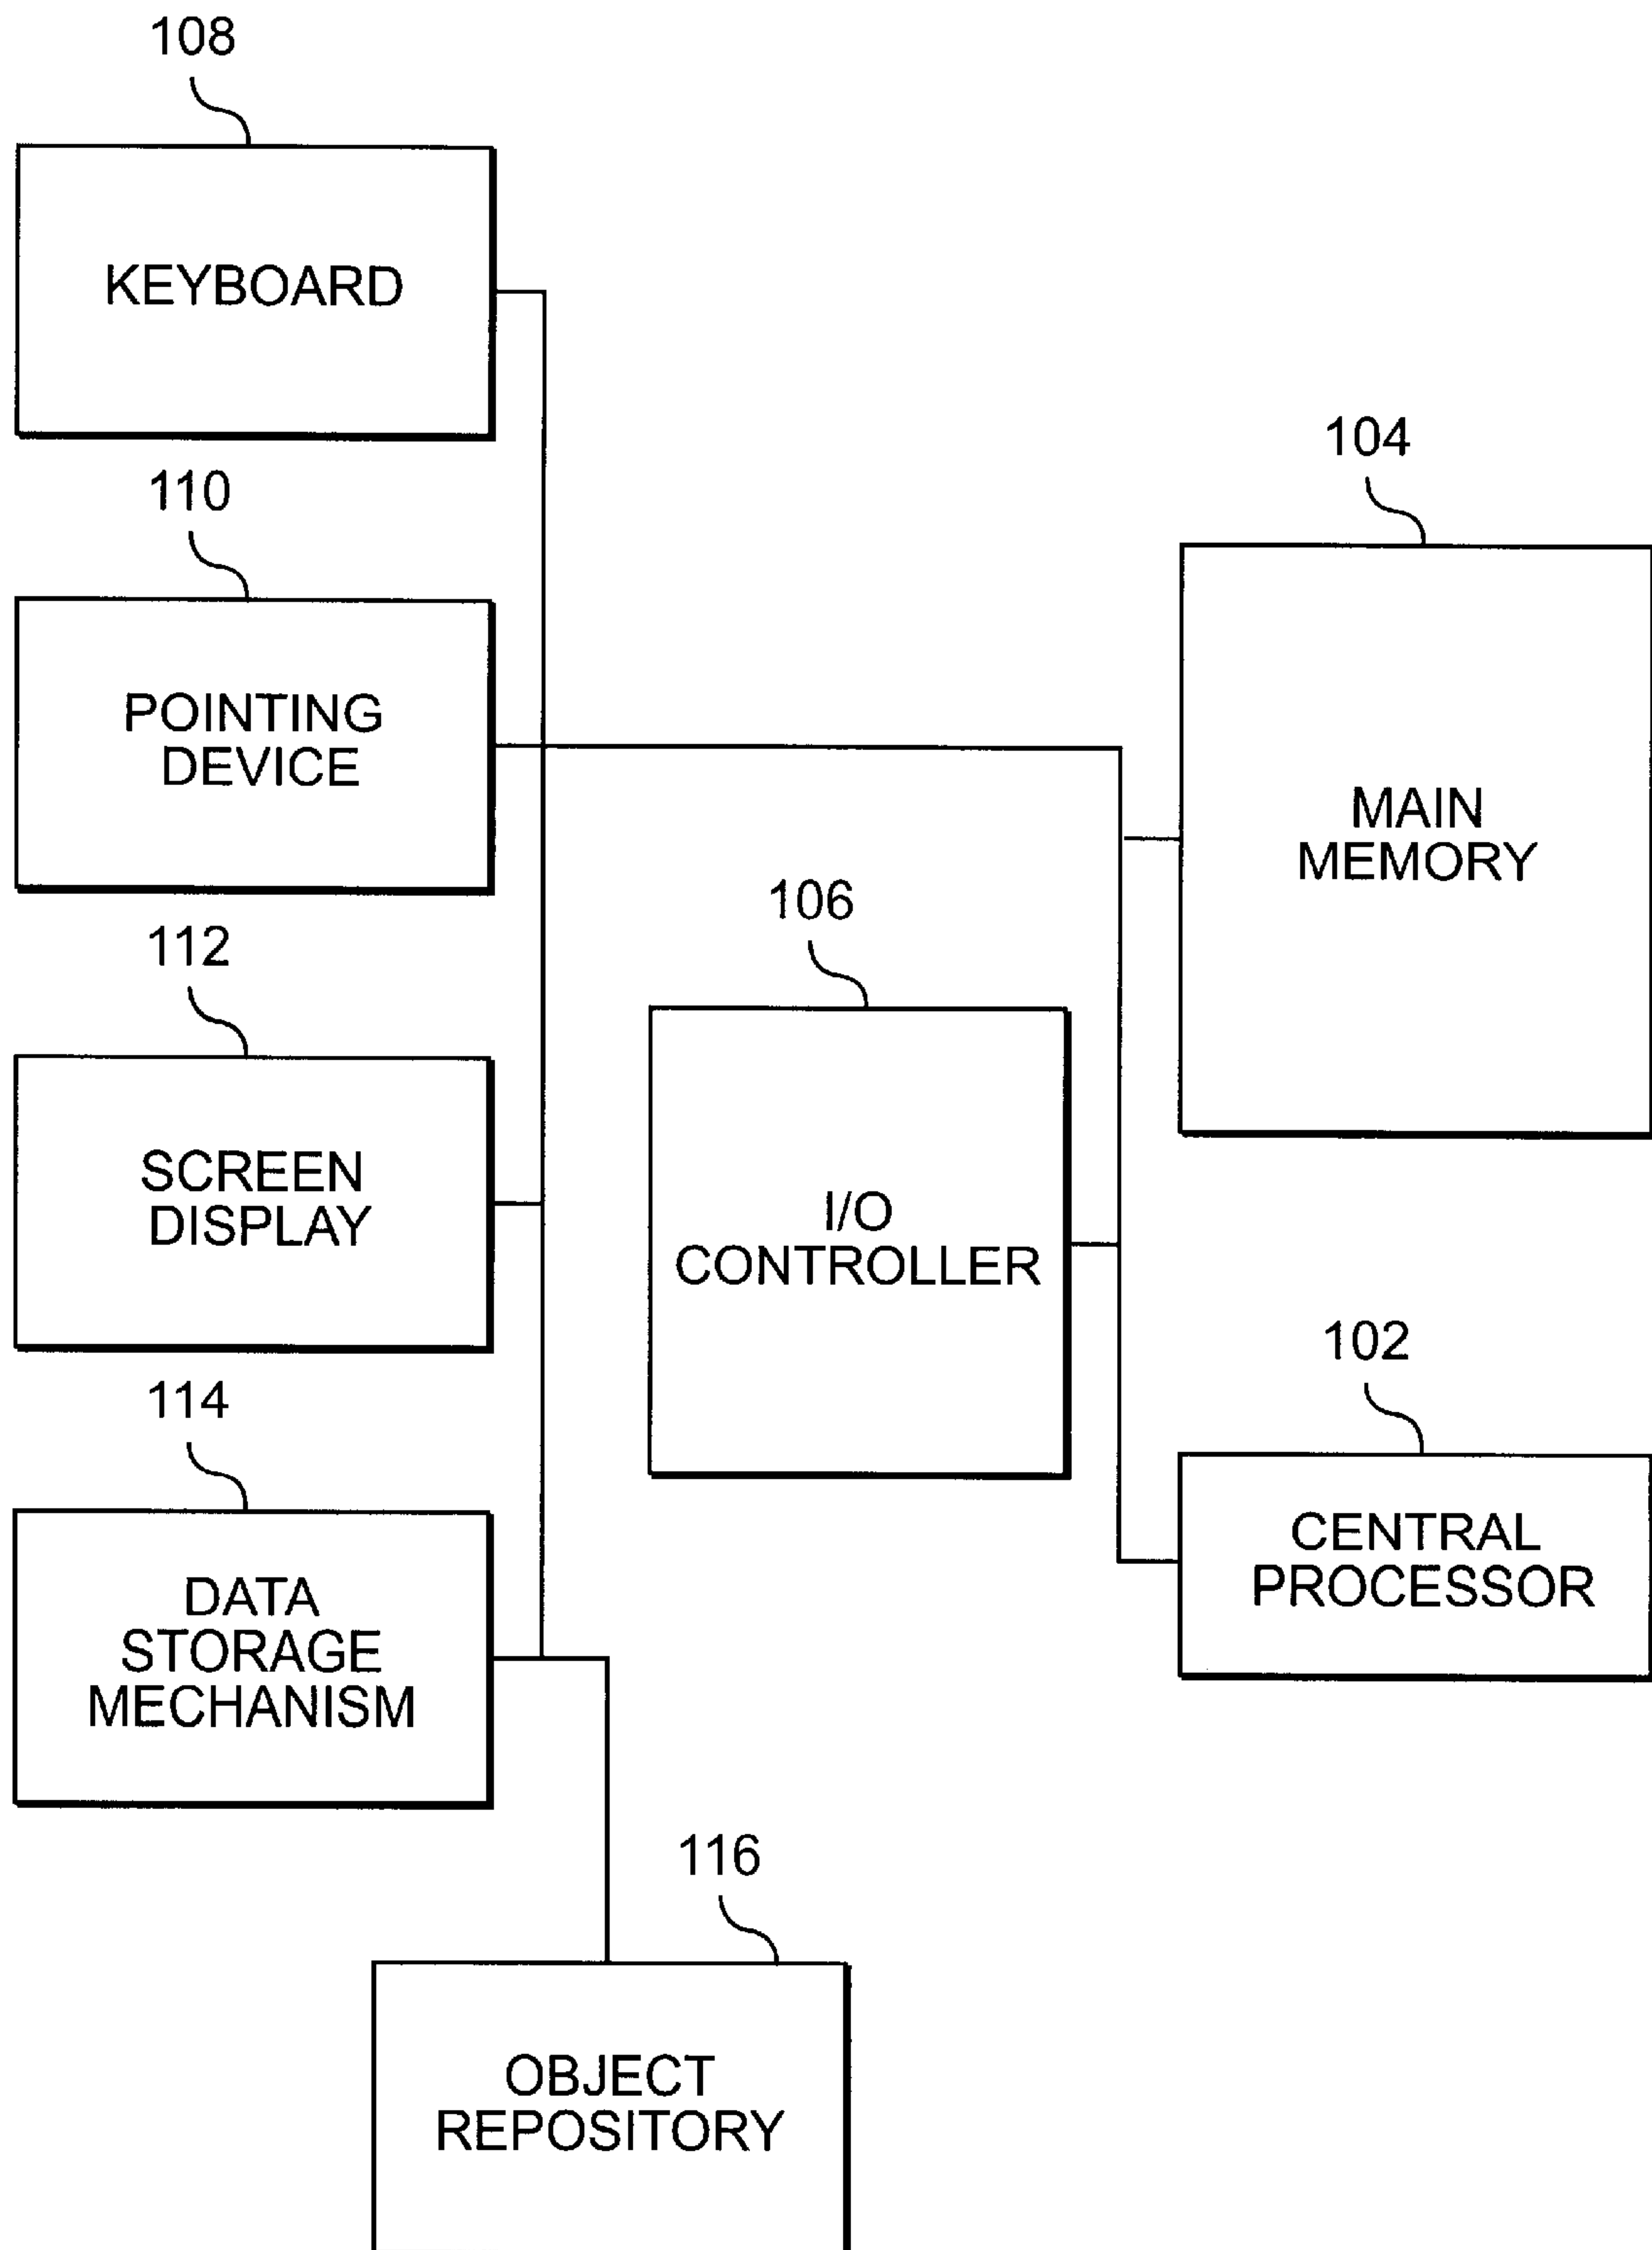 108
KEYBOARD
110
POINTING
DEVICE
112
SCREEN
DISPLAY
114
DATA
STORAGE
MECHANISM
104
MAIN
MEMORY
106
I/O
CONTROLLER
102
CENTRAL
PROCESSOR
116
OBJECT
REPOSITORY